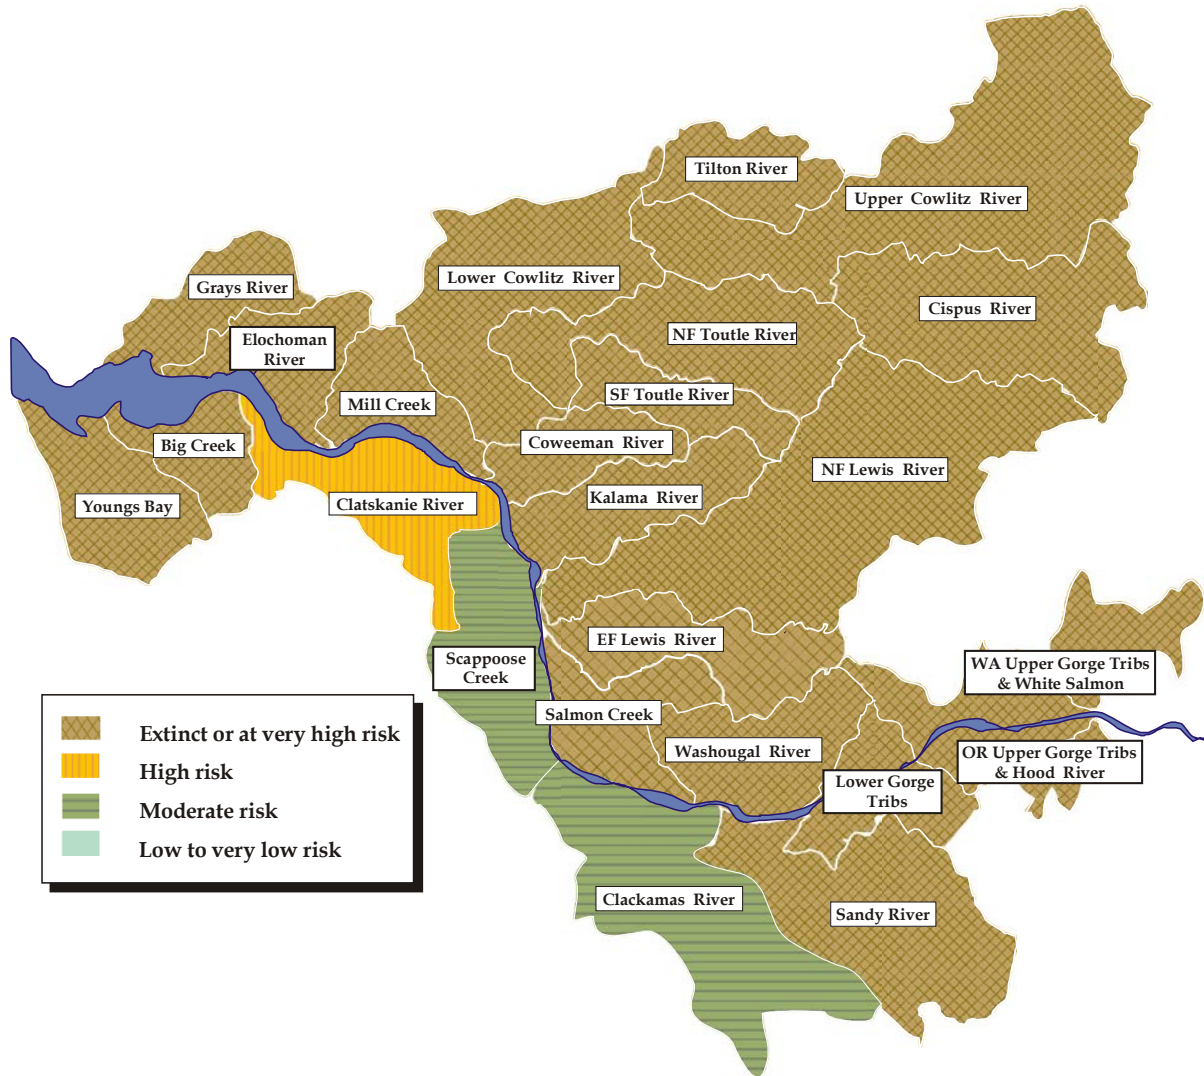 Tilton River
Upper Cowlitz River
Lower Cowlitz River
Grays River
Cispus River
NF Toutle River
Elochoman
River
SF Toutle River
Mill Creek
Coweeman River
Big Creek
NF Lewis River
Kalama River
Clatskanie River
Youngs Bay
EF Lewis River
Scappoose
Creek
WA Upper Gorge Tribs
& White Salmon
Salmon Creek
Washougal River
OR Upper Gorge Tribs
& Hood River
Lower Gorge
Tribs
Clackamas River
Sandy River
Extinct or at very high risk
High risk
Moderate risk
Low to very low risk